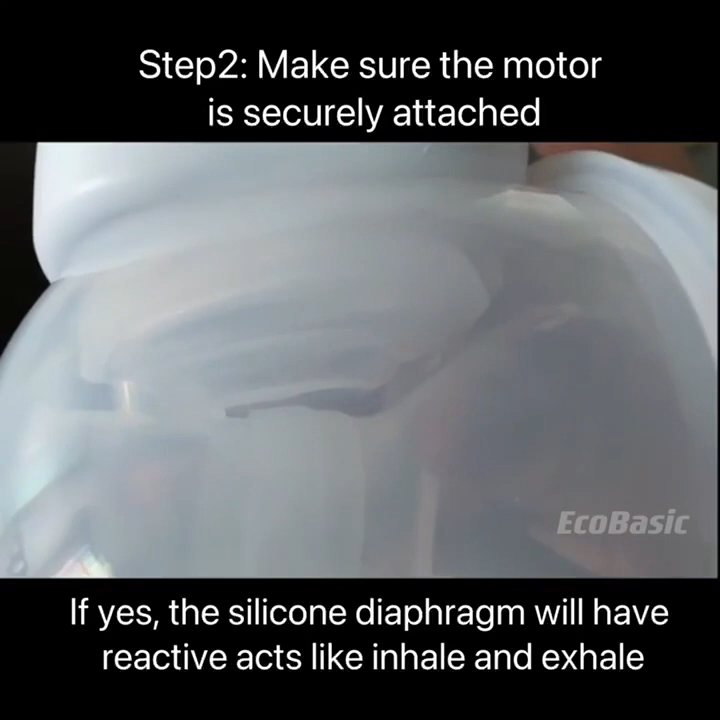 Step2: Make sure the motor
is securely attached
EcoBasic
If yes, the silicone diaphragm will have
reactive acts like inhale and exhale